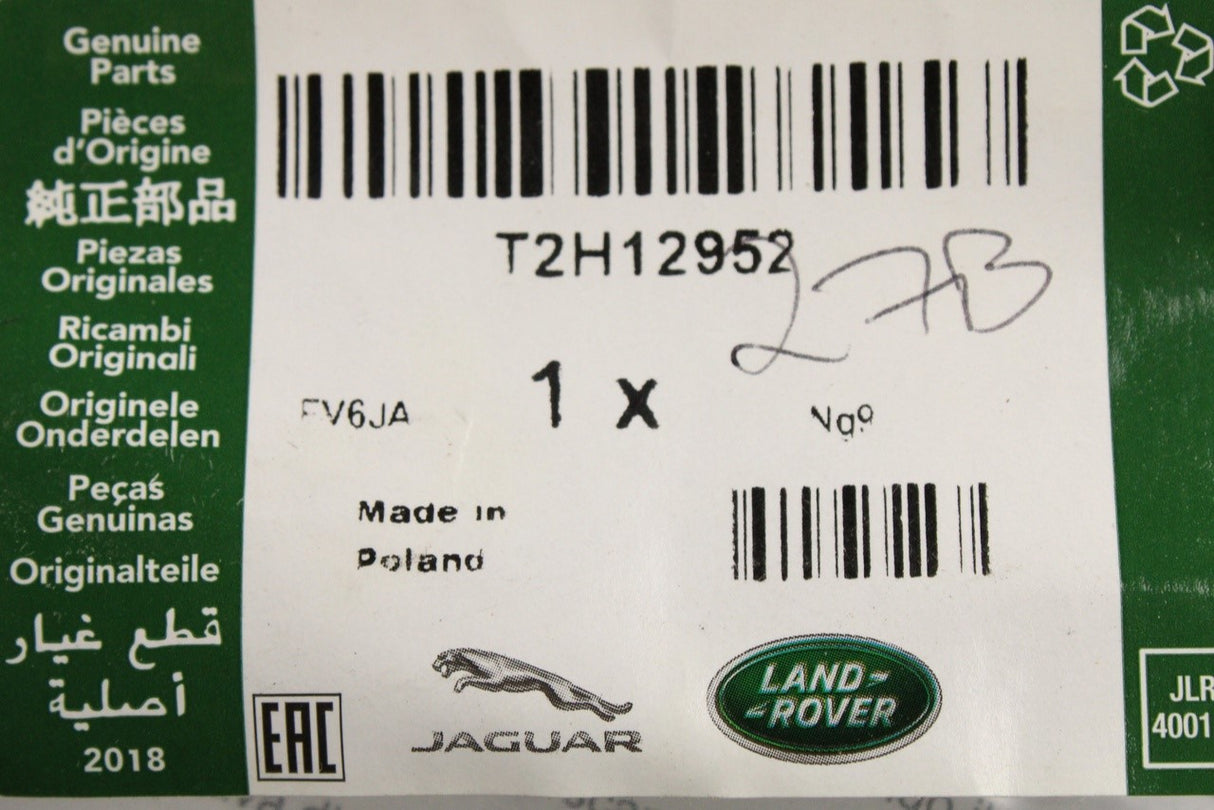 Genuine
Parts
Pièces
d'Origine
純正部品
Piezas
Originales
Ricambi
Originali
Originele
Onderdelen
Peças
Genuinas
Originalteile
قطع غيار
أصلية
2018
T2H12952
27B
1 x
FV6JA
Ng9
Made in
Poland
EAC
JAGUAR
LAND-
-ROVER
JLR
4001